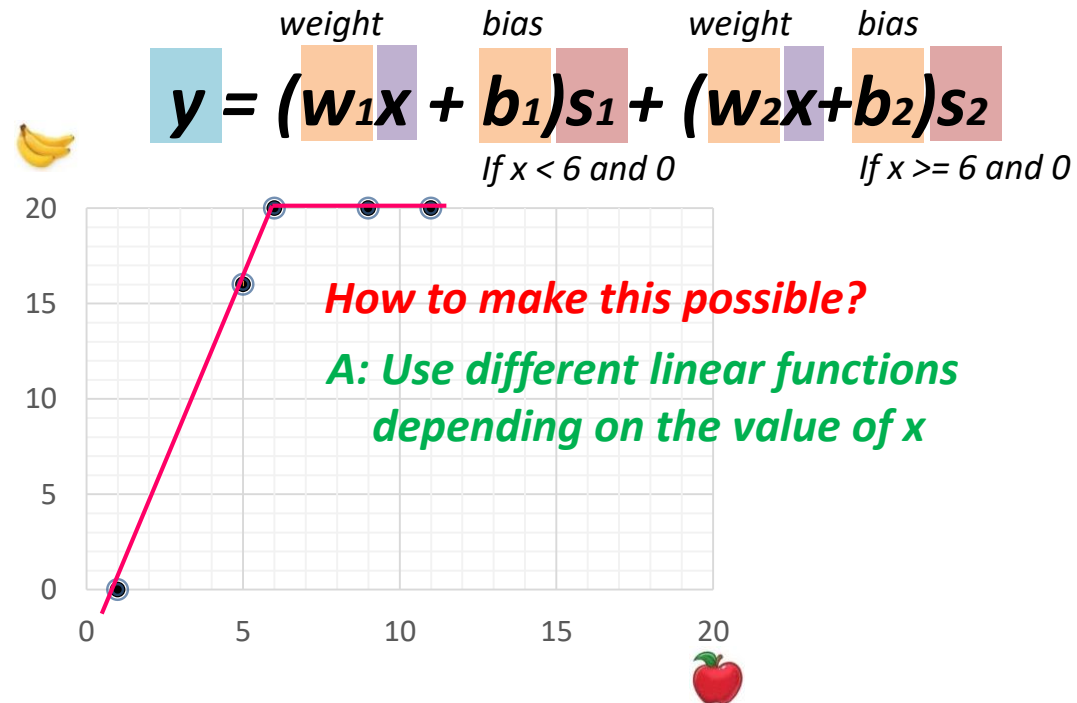 weight bias weight bias
y = (w1x + b1)s1 + (w2x+b2)s2
If x < 6 and 0 If x >= 6 and 0
20
How to make this possible?
15
A: Use different linear functions
10
depending on the value of x
5
0
0 5 10 15 20